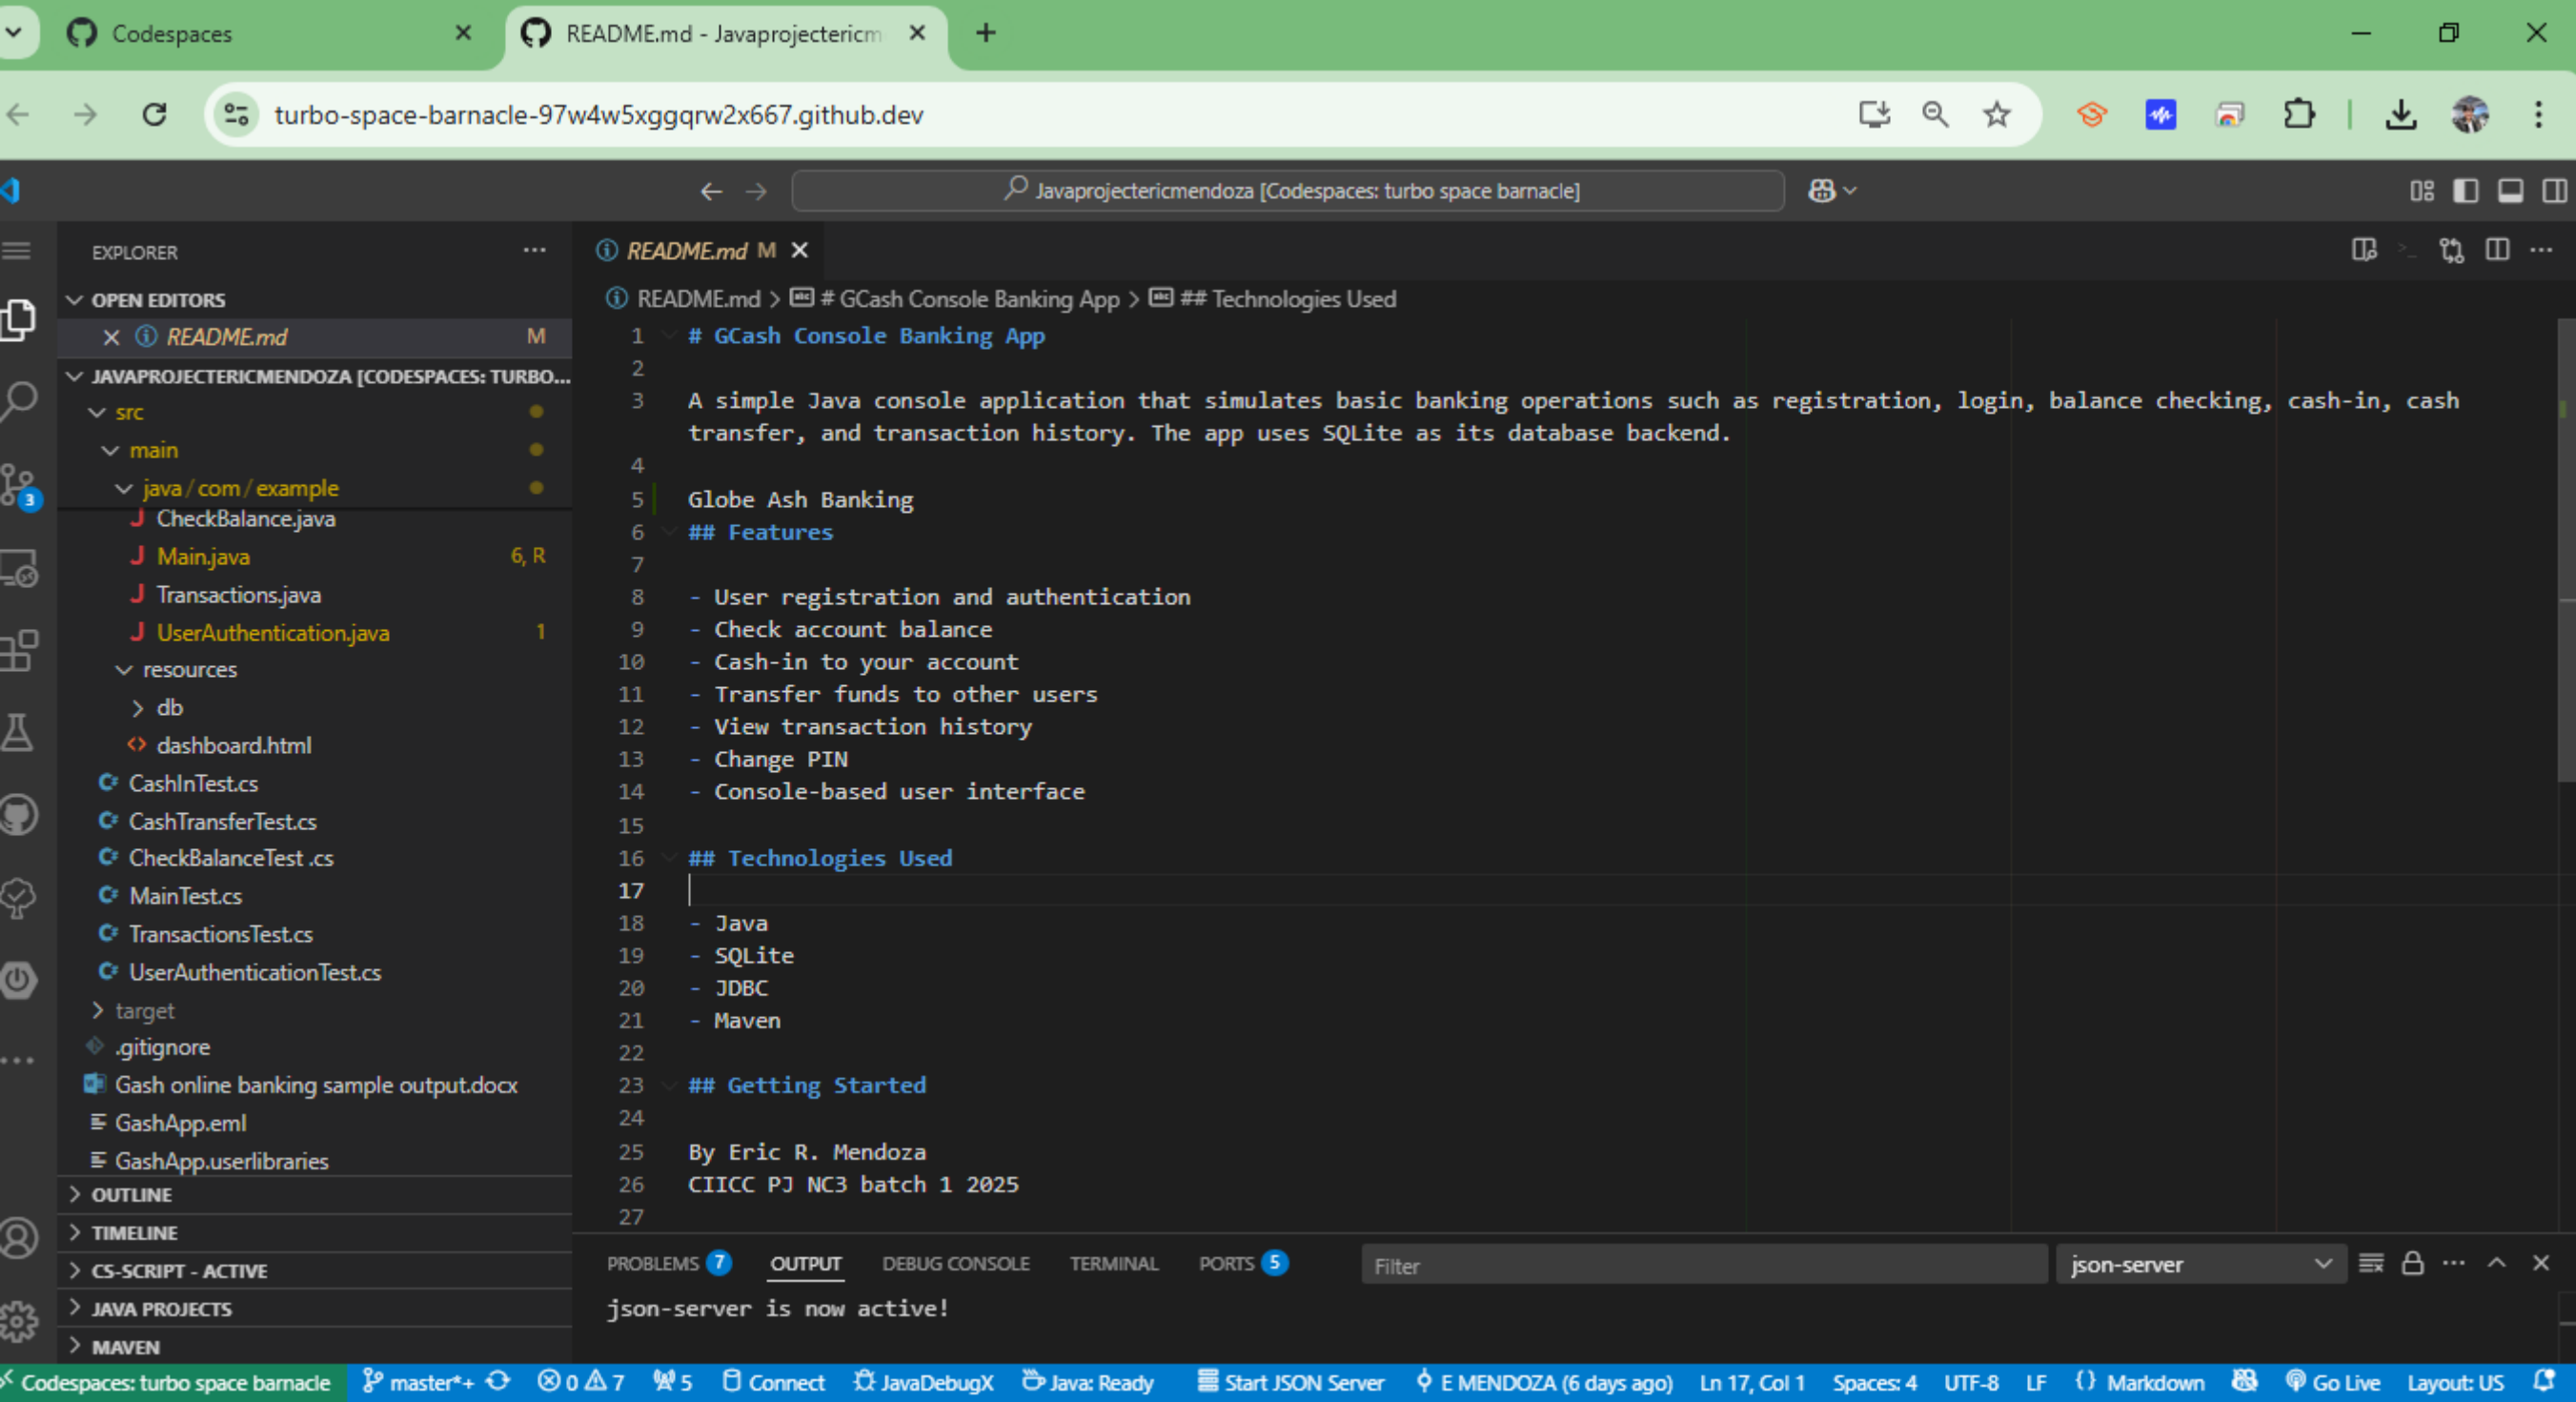 Codespaces
README.md - Javaprojectericm
turbo-space-barnacle-97w4w5xggqrw2x667.github.dev
Javaprojectericmendoza [Codespaces: turbo space barnacle]
EXPLORER
OPEN EDITORS
README.md M
JAVAPROJECTERICMENDOZA [CODESPACES: TURBO...
src
main
java/com/example
CheckBalance.java
Main.java 6, R
Transactions.java
UserAuthentication.java 1
resources
db
dashboard.html
CashInTest.cs
CashTransferTest.cs
CheckBalanceTest .cs
MainTest.cs
TransactionsTest.cs
UserAuthenticationTest.cs
target
.gitignore
Gash online banking sample output.docx
GashApp.eml
GashApp.userlibraries
OUTLINE
TIMELINE
CS-SCRIPT - ACTIVE
JAVA PROJECTS
MAVEN
3
README.md M
README.md > # GCash Console Banking App > ## Technologies Used
1 # GCash Console Banking App
2
3 A simple Java console application that simulates basic banking operations such as registration, login, balance checking, cash-in, cash
transfer, and transaction history. The app uses SQLite as its database backend.
4
5 Globe Ash Banking
6 ## Features
7
8 - User registration and authentication
9 - Check account balance
10 - Cash-in to your account
11 - Transfer funds to other users
12 - View transaction history
13 - Change PIN
14 - Console-based user interface
15
16 ## Technologies Used
17
18 - Java
19 - SQLite
20 - JDBC
21 - Maven
22
23 ## Getting Started
24
25 By Eric R. Mendoza
26 CIICC PJ NC3 batch 1 2025
27
PROBLEMS 7 OUTPUT DEBUG CONSOLE TERMINAL PORTS 5 Filter json-server
json-server is now active!
Codespaces: turbo space barnacle master*+ 0 7 5 Connect JavaDebugX Java: Ready Start JSON Server E MENDOZA (6 days ago) Ln 17, Col 1 Spaces: 4 UTF-8 LF {} Markdown Go Live Layout: US